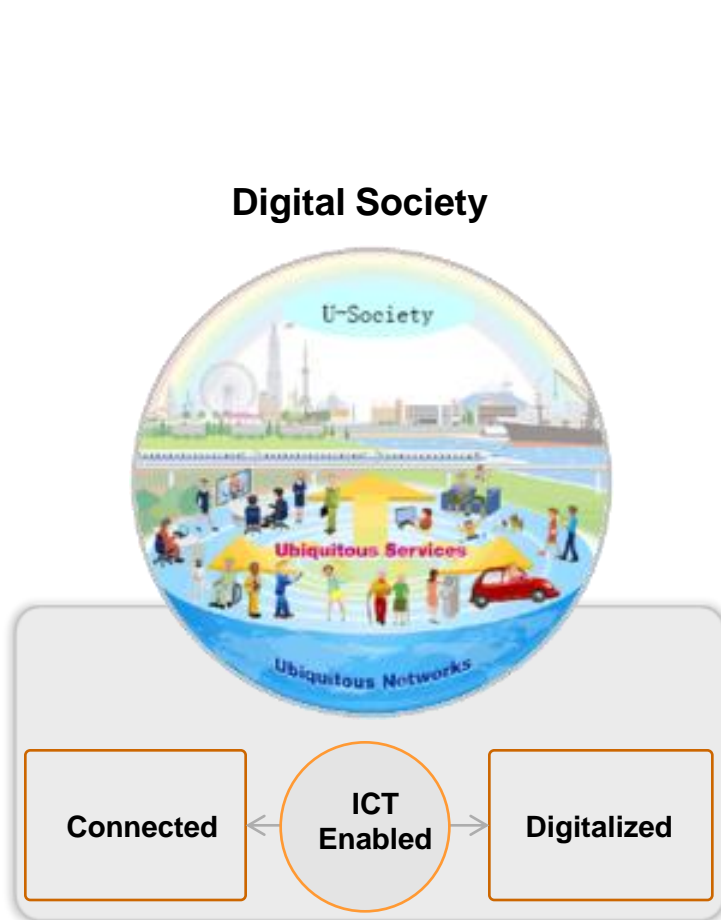 Digital Society
U-Society
Ubiquitous Services
Ubiquitous Networks
Connected
ICT
Enabled
Digitalized